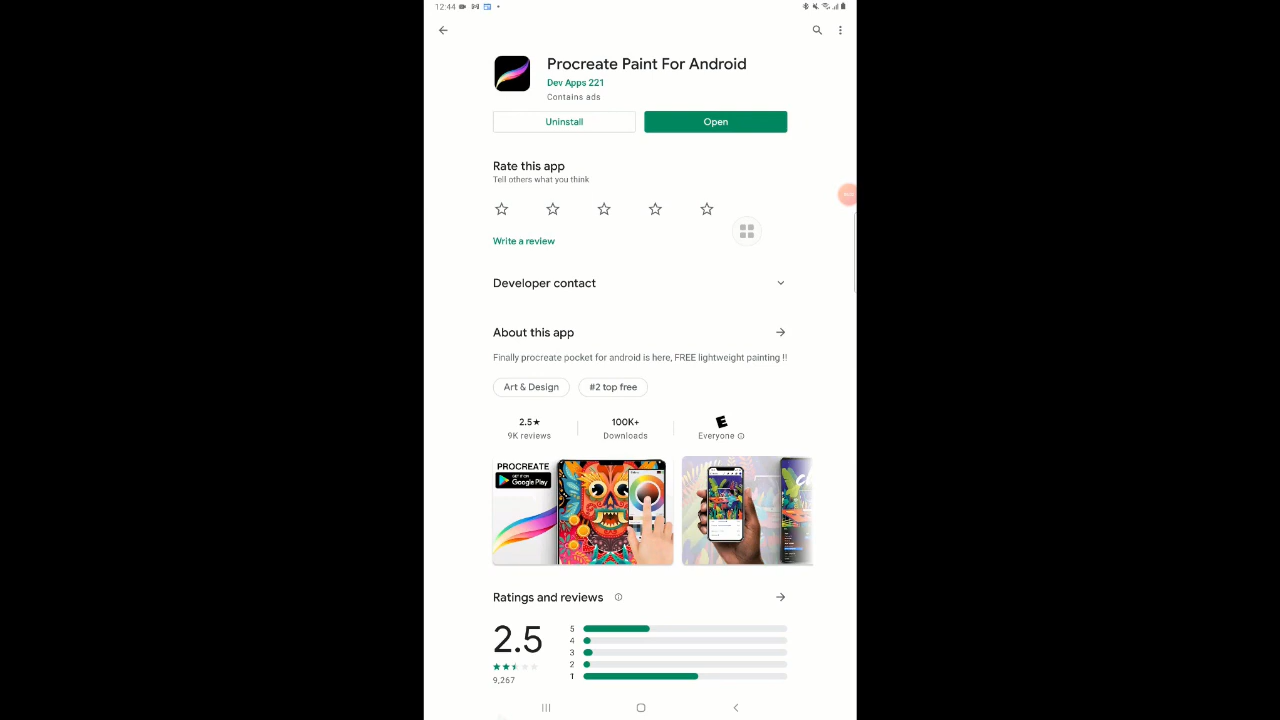 12:44
Procreate Paint For Android
Dev Apps 221
Contains ads
Uninstall
Open
Rate this app
Tell others what you think
Write a review
Developer contact
About this app
Finally procreate pocket for android is here, FREE lightweight painting !!
Art & Design
#2 top free
2.5★
9K reviews
100K+
Downloads
E
Everyone
PROCREATE
GET IT ON
Google Play
Ratings and reviews
2.5
5
4
3
2
1
9,267